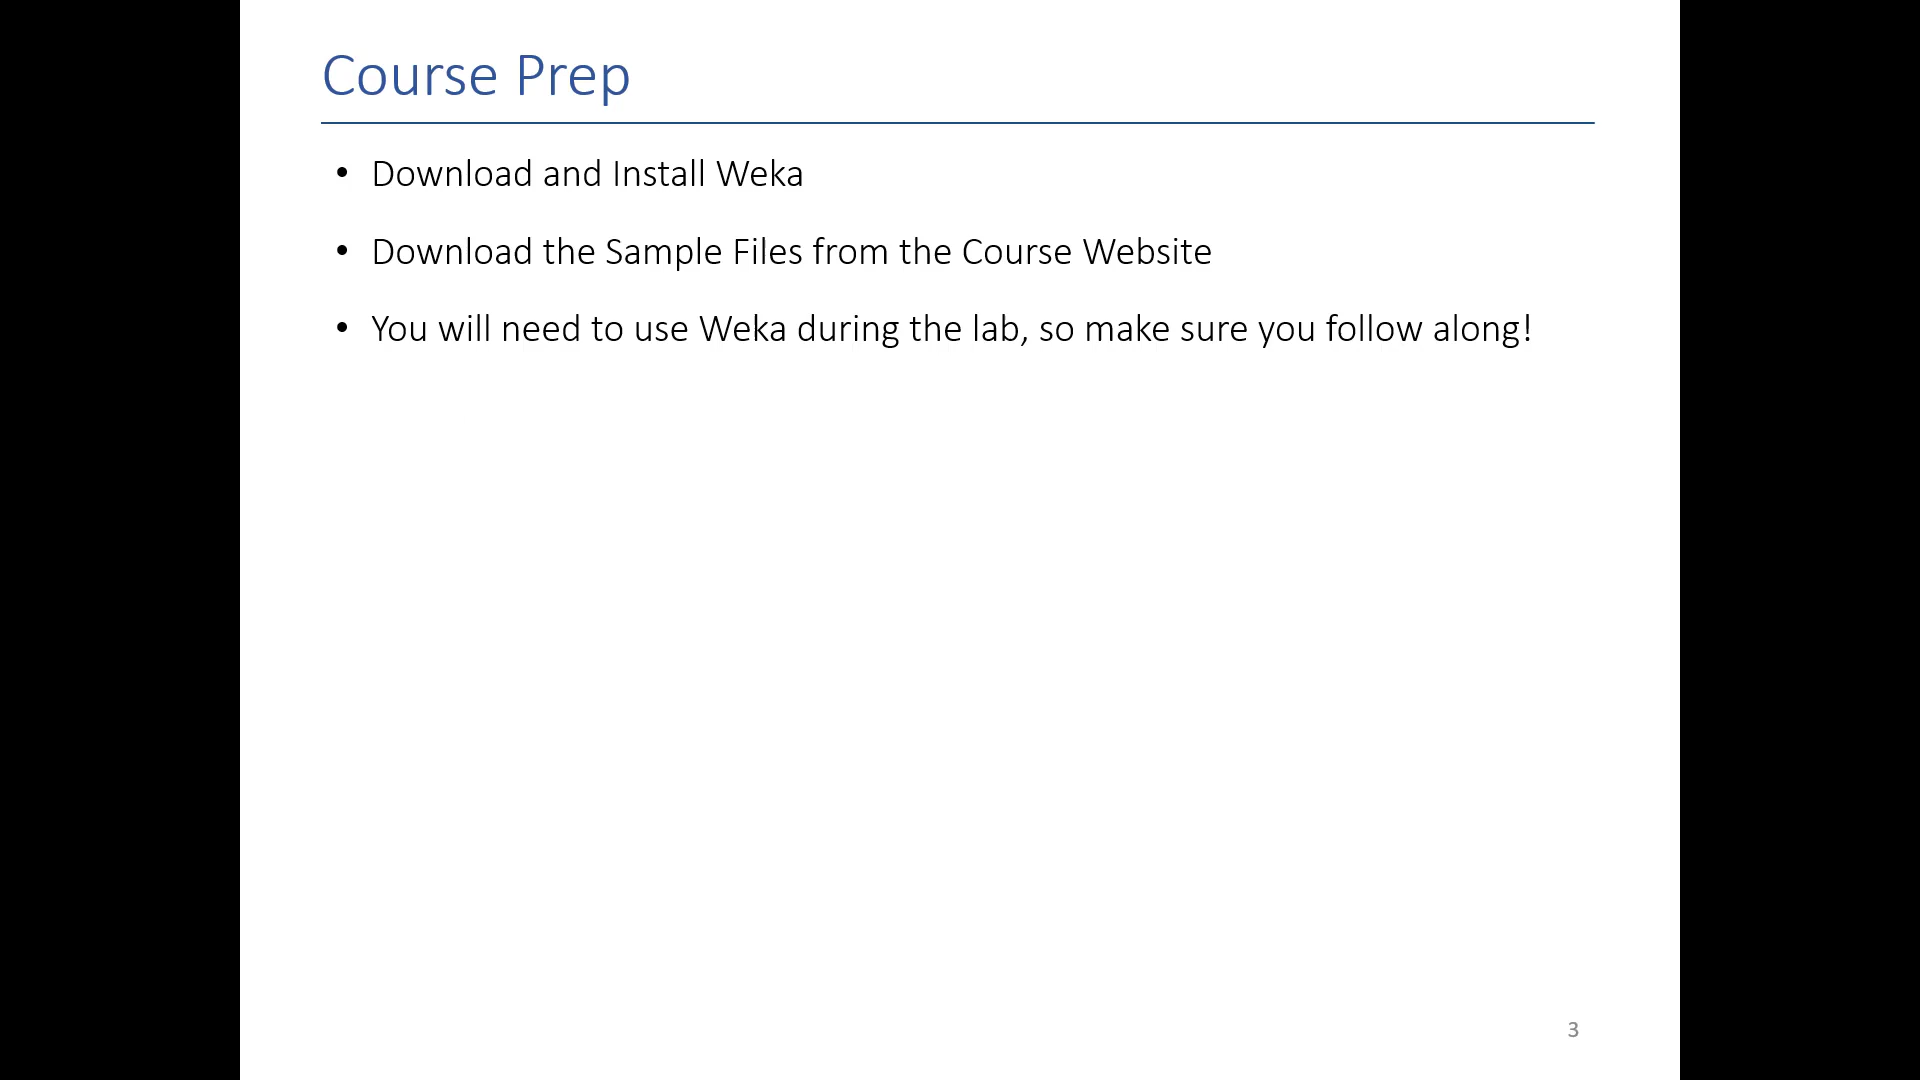 Course Prep
• Download and Install Weka
• Download the Sample Files from the Course Website
• You will need to use Weka during the lab, so make sure you follow along!
3